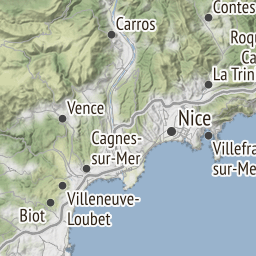 Contes
Carros
Roq
Ca
La Trin
Vence
Nice
Cagnes-
sur-Mer
Villefra
sur-Me
Villeneuve-
Loubet
Biot